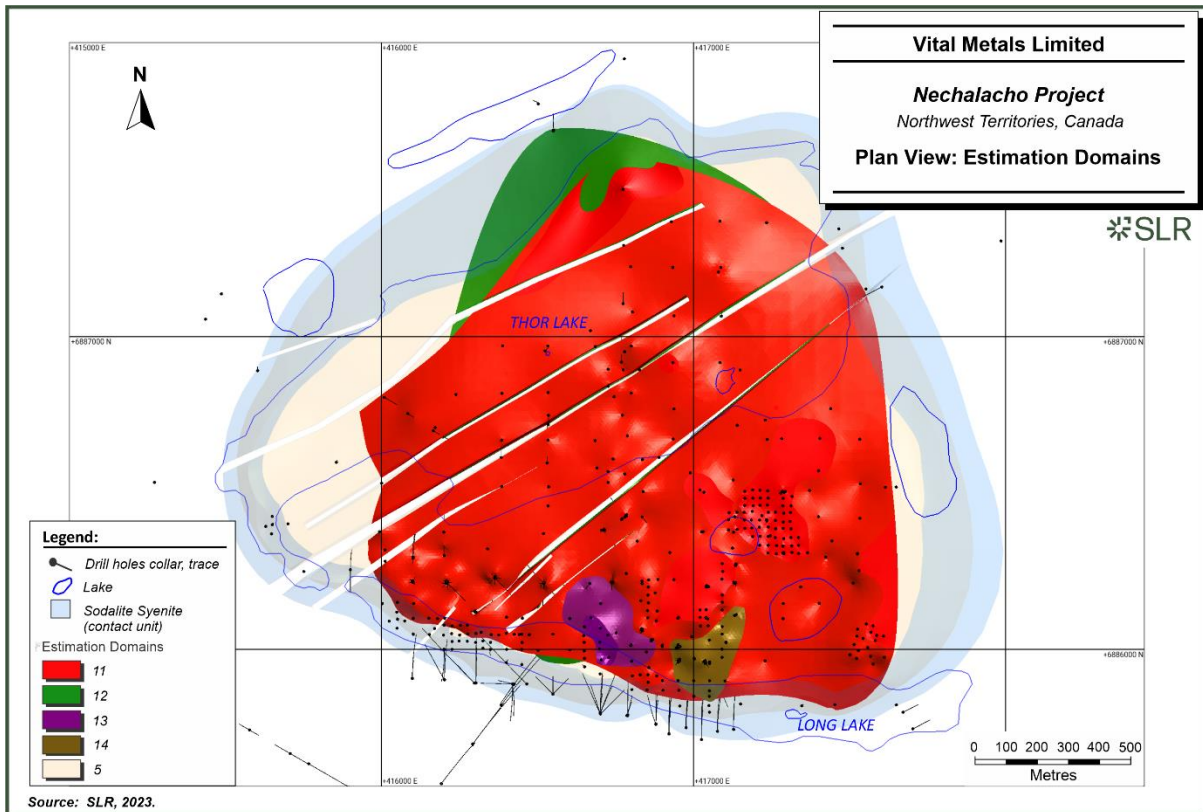 Vital Metals Limited
Nechalacho Project
Northwest Territories, Canada
Plan View: Estimation Domains
SLR
+415000 E
+416000 E
+417000 E
N
THOR LAKE
+6887000 N
+6887000 N
Legend:
Drill holes collar, trace
Lake
Sodalite Syenite
(contact unit)
Estimation Domains
11
12
13
14
5
+6886000 N
LONG LAKE
0 100 200 300 400 500
Metres
+416000 E
+417000 E
Source: SLR, 2023.